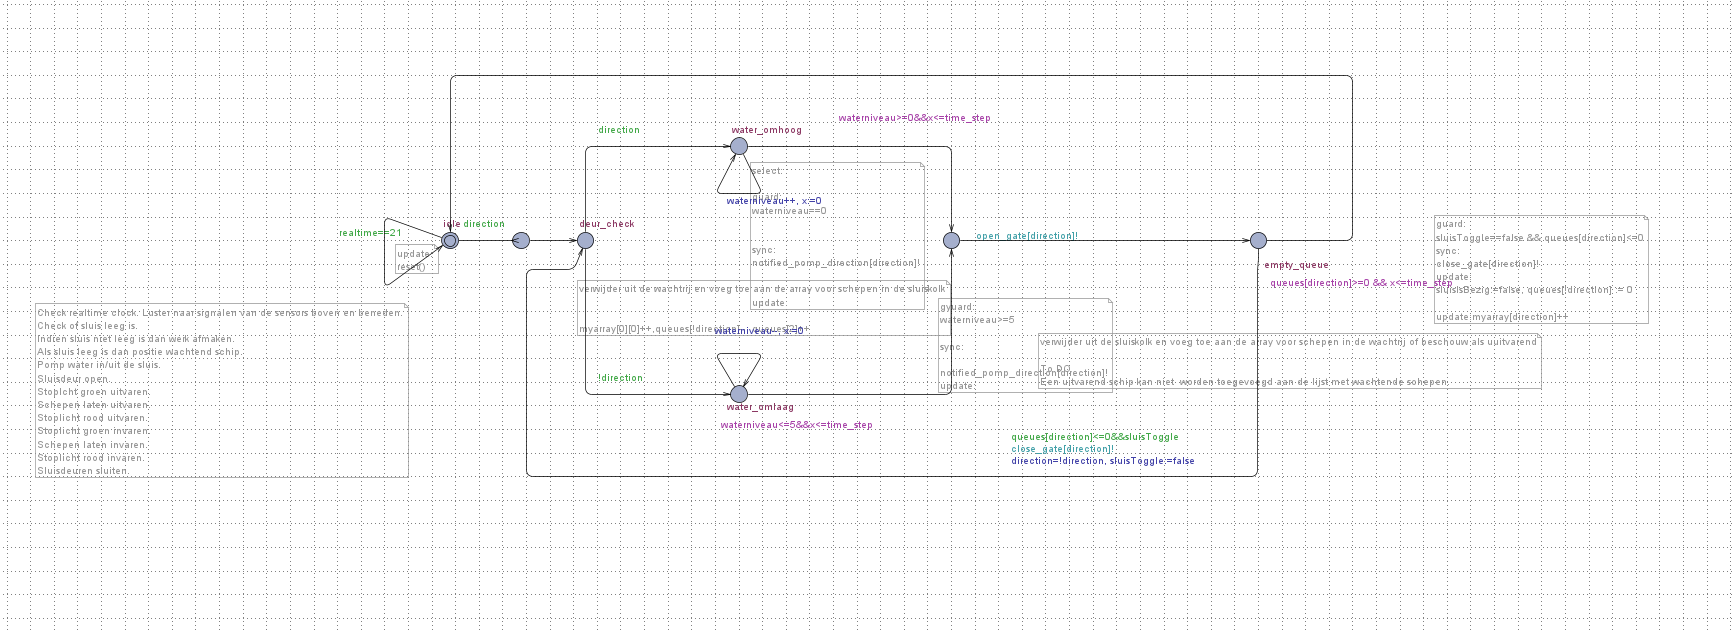 waterniveau>=0&&x<=time_step
direction
water_omhoog
select:
guard:
waterniveau==0
sync:
notified_pomp_direction[direction]!
update:
waterniveau++, x:=0
realtime==21
idle
direction
update:
reset()
deur_check
open_gate[direction]!
empty_queue
queues[direction]>=0 && x<=time_step
guard:
sluisToggle==false && queues[direction]<=0
sync:
close_gate[direction]!
update:
sluisIsBezig:=false, queues[!direction] := 0
update:myarray[direction]++
verwijder uit de wachtrij en voeg toe aan de array voor schepen in de sluiskolk
myarray[0][0]++,queues[!direction]
waterniveau--, x:=0
gyuard:
waterniveau>=5
sync:
notified_pomp_direction[direction]!
update:
verwijder uit de sluiskolk en voeg toe aan de array voor schepen in de wachtrij of beschouw als uuitvarend
To DO
Een uitvarend schip kan niet worden toegevoegd aan de lijst met wachtende schepen.
Check realtime clock. Luster naar signalen van de sensors boven en beneden.
Check of sluis leeg is.
Indien sluis niet leeg is dan werk afmaken.
Als sluis leeg is dan positie wachtend schip.
Pomp water in/uit de sluis.
Sluisdeur open.
Stoplcht groen uitvaren.
Schepen laten uitvaren.
Stoplicht rood uitvaren.
Stoplicht groen invaren.
Schepen laten invaren.
Stoplicht rood invaren.
Sluisdeuren sluiten.
!direction
water_omlaag
waterniveau<=5&&x<=time_step
queues[direction]<=0&&sluisToggle
close_gate[direction]!
direction=!direction, sluisToggle:=false